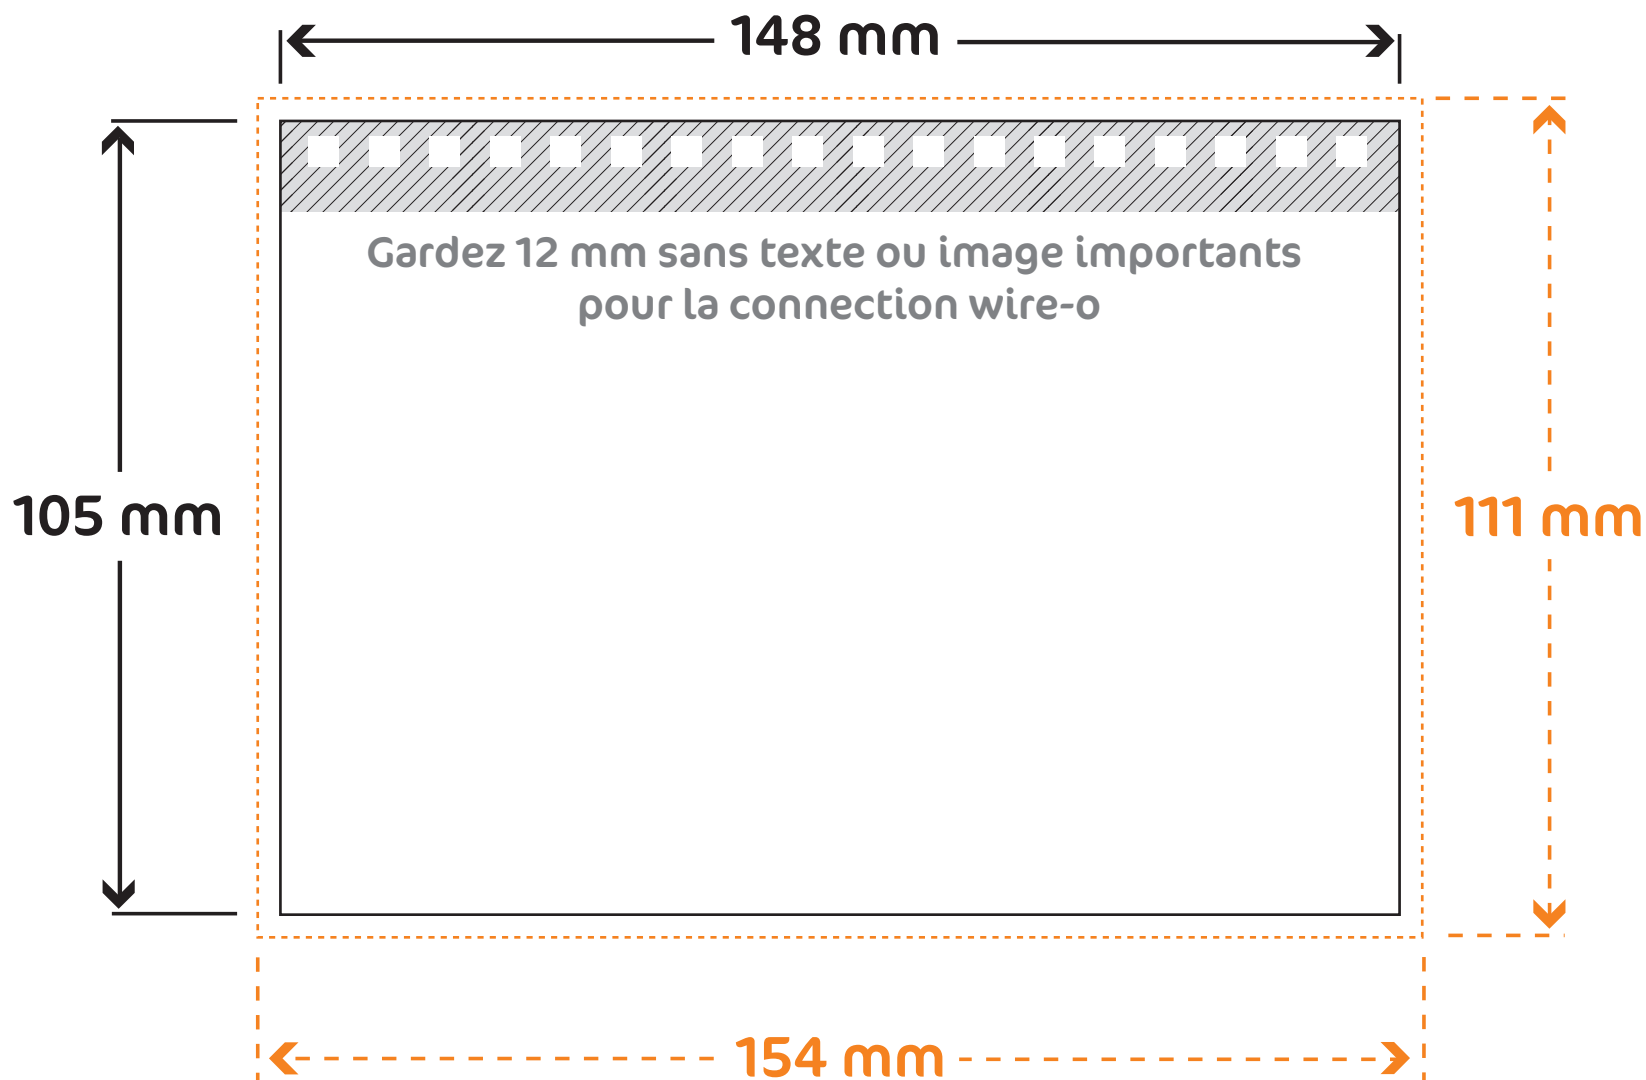 148 mm
Gardez 12 mm sans texte ou image importants
pour la connection wire-o
105 mm
111 mm
154 mm